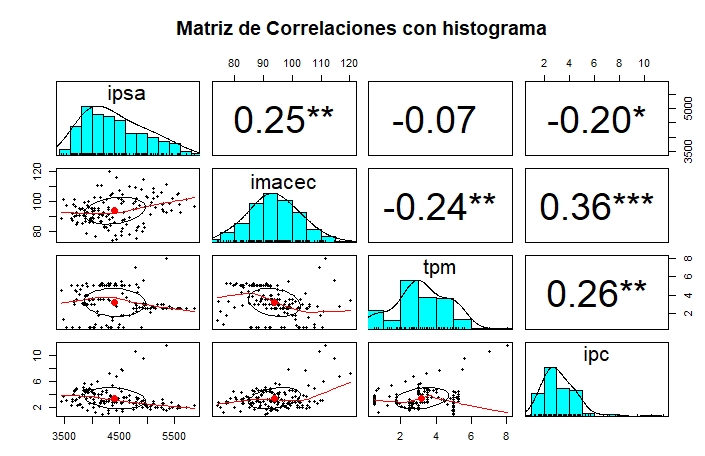 Matriz de Correlaciones con histograma
80 90 100 110 120
2 4 6 8 10
ipsa
0.25**
-0.07
-0.20*
3500 5000
80 100 120
imacec
-0.24**
0.36***
tpm
0.26**
2 4 6 8
2 6 10
ipc
3500 4500 5500
2 4 6 8